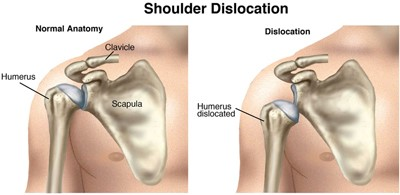 Shoulder Dislocation
Normal Anatomy
Clavicle
Humerus
Scapula
Dislocation
Humerus
dislocated